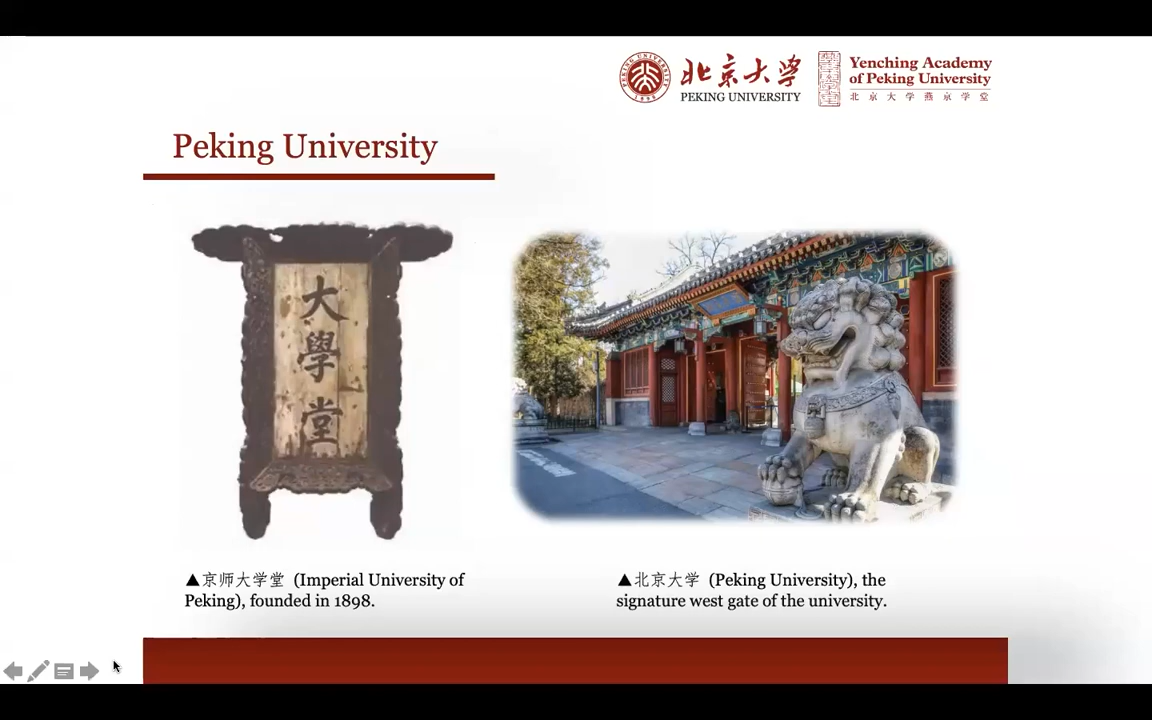 北京大学
PEKING UNIVERSITY
Yenching Academy
of Peking University
北京大学燕京学堂
Peking University
大
學
堂
▲京师大学堂 (Imperial University of
Peking), founded in 1898.
▲北京大学 (Peking University), the
signature west gate of the university.